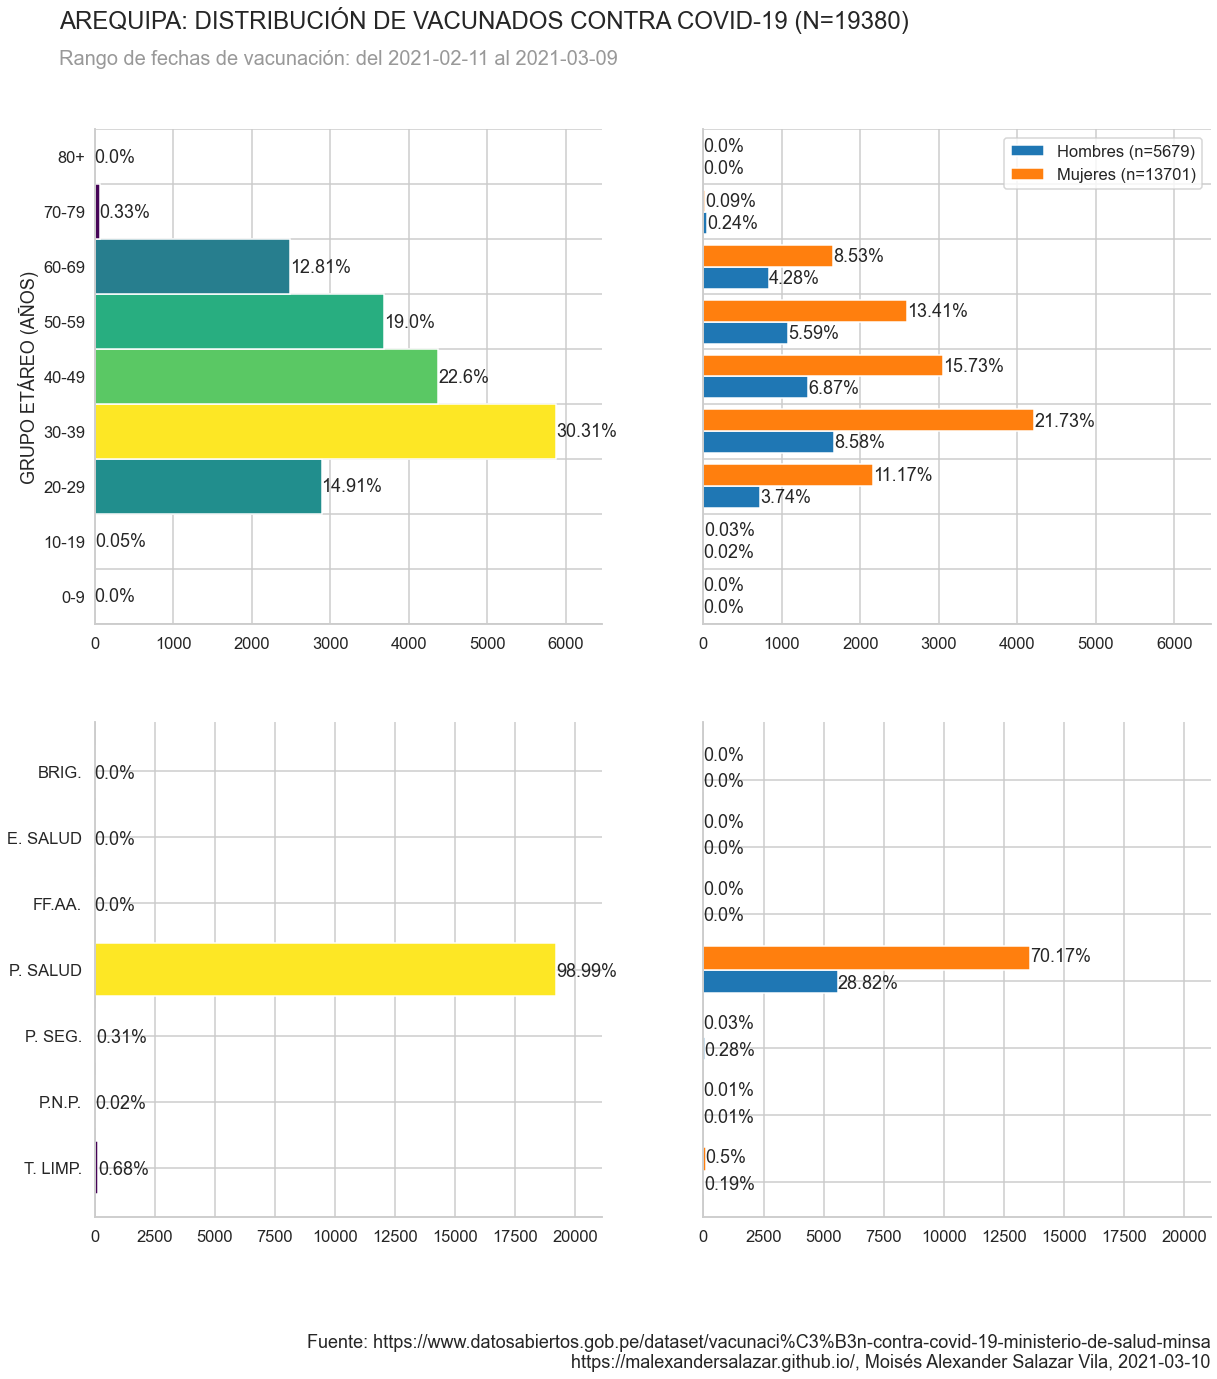 AREQUIPA: DISTRIBUCIÓN DE VACUNADOS CONTRA COVID-19 (N=19380)
Rango de fechas de vacunación: del 2021-02-11 al 2021-03-09
GRUPO ETÁREO (AÑOS)
80+ 0.0%
70-79 0.33%
60-69 12.81%
50-59 19.0%
40-49 22.6%
30-39 30.31%
20-29 14.91%
10-19 0.05%
0-9 0.0%
0 1000 2000 3000 4000 5000 6000
Hombres (n=5679)
Mujeres (n=13701)
0.0%
0.0%
0.09%
0.24%
8.53%
4.28%
13.41%
5.59%
15.73%
6.87%
21.73%
8.58%
11.17%
3.74%
0.03%
0.02%
0.0%
0.0%
0 1000 2000 3000 4000 5000 6000
BRIG. 0.0%
E. SALUD 0.0%
FF.AA. 0.0%
P. SALUD 98.99%
P. SEG. 0.31%
P.N.P. 0.02%
T. LIMP. 0.68%
0 2500 5000 7500 10000 12500 15000 17500 20000
0.0%
0.0%
0.0%
0.0%
0.0%
0.0%
70.17%
28.82%
0.03%
0.28%
0.01%
0.01%
0.5%
0.19%
0 2500 5000 7500 10000 12500 15000 17500 20000
Fuente: https://www.datosabiertos.gob.pe/dataset/vacunaci%C3%B3n-contra-covid-19-ministerio-de-salud-minsa
https://malexandersalazar.github.io/, Moisés Alexander Salazar Vila, 2021-03-10